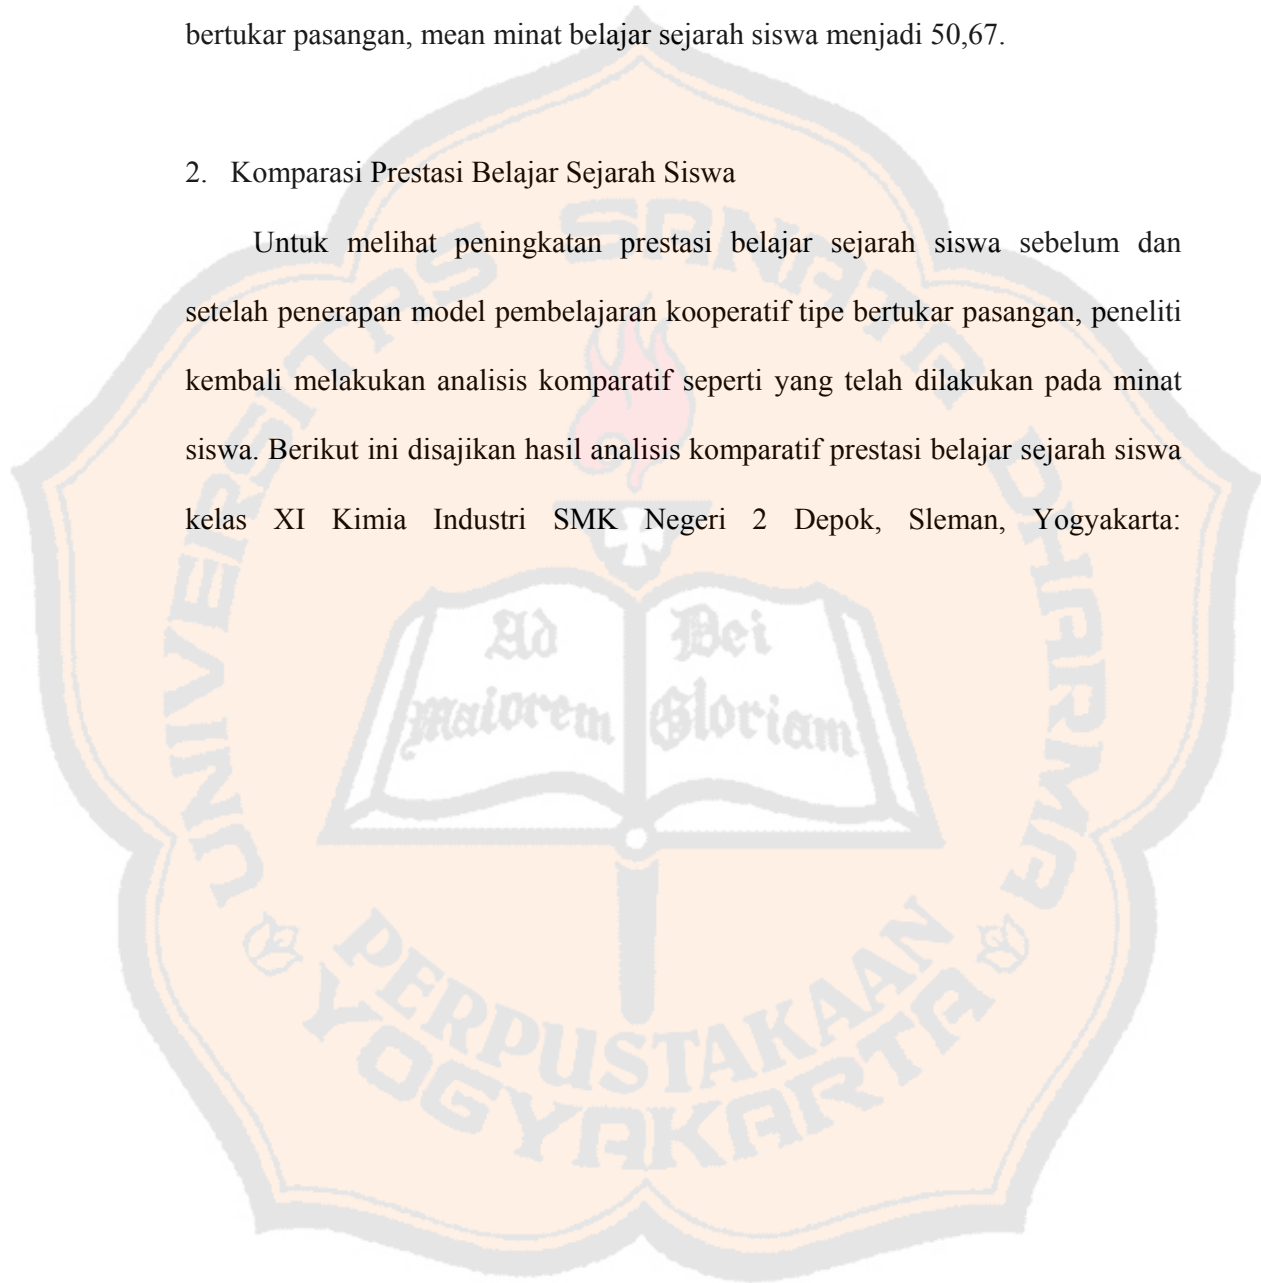 bertukar pasangan, mean minat belajar sejarah siswa menjadi 50,67.
2. Komparasi Prestasi Belajar Sejarah Siswa
Untuk melihat peningkatan prestasi belajar sejarah siswa sebelum dan
setelah penerapan model pembelajaran kooperatif tipe bertukar pasangan, peneliti
kembali melakukan analisis komparatif seperti yang telah dilakukan pada minat
siswa. Berikut ini disajikan hasil analisis komparatif prestasi belajar sejarah siswa
kelas XI Kimia Industri SMK Negeri 2 Depok, Sleman, Yogyakarta:
UNIVERSITAS SANATA DHARMA
Ad Dei
Maiorem Gloriam
PERPUSTAKAAN
YOGYAKARTA